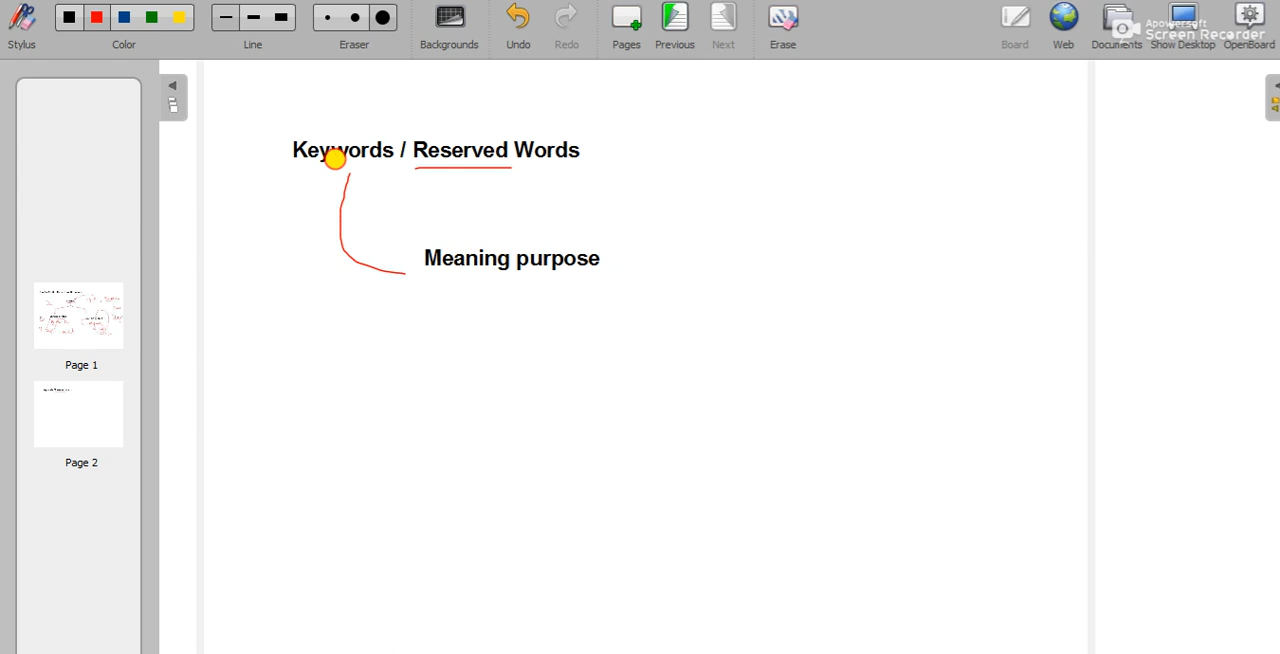 Stylus
Color
Line
Eraser
Backgrounds
Undo
Redo
Pages
Previous
Next
Erase
Board
Web
Documents
Show Desktop
OpenBoard
Apowersoft
Screen Recorder
Keywords / Reserved Words
Meaning purpose
Page 1
Page 2